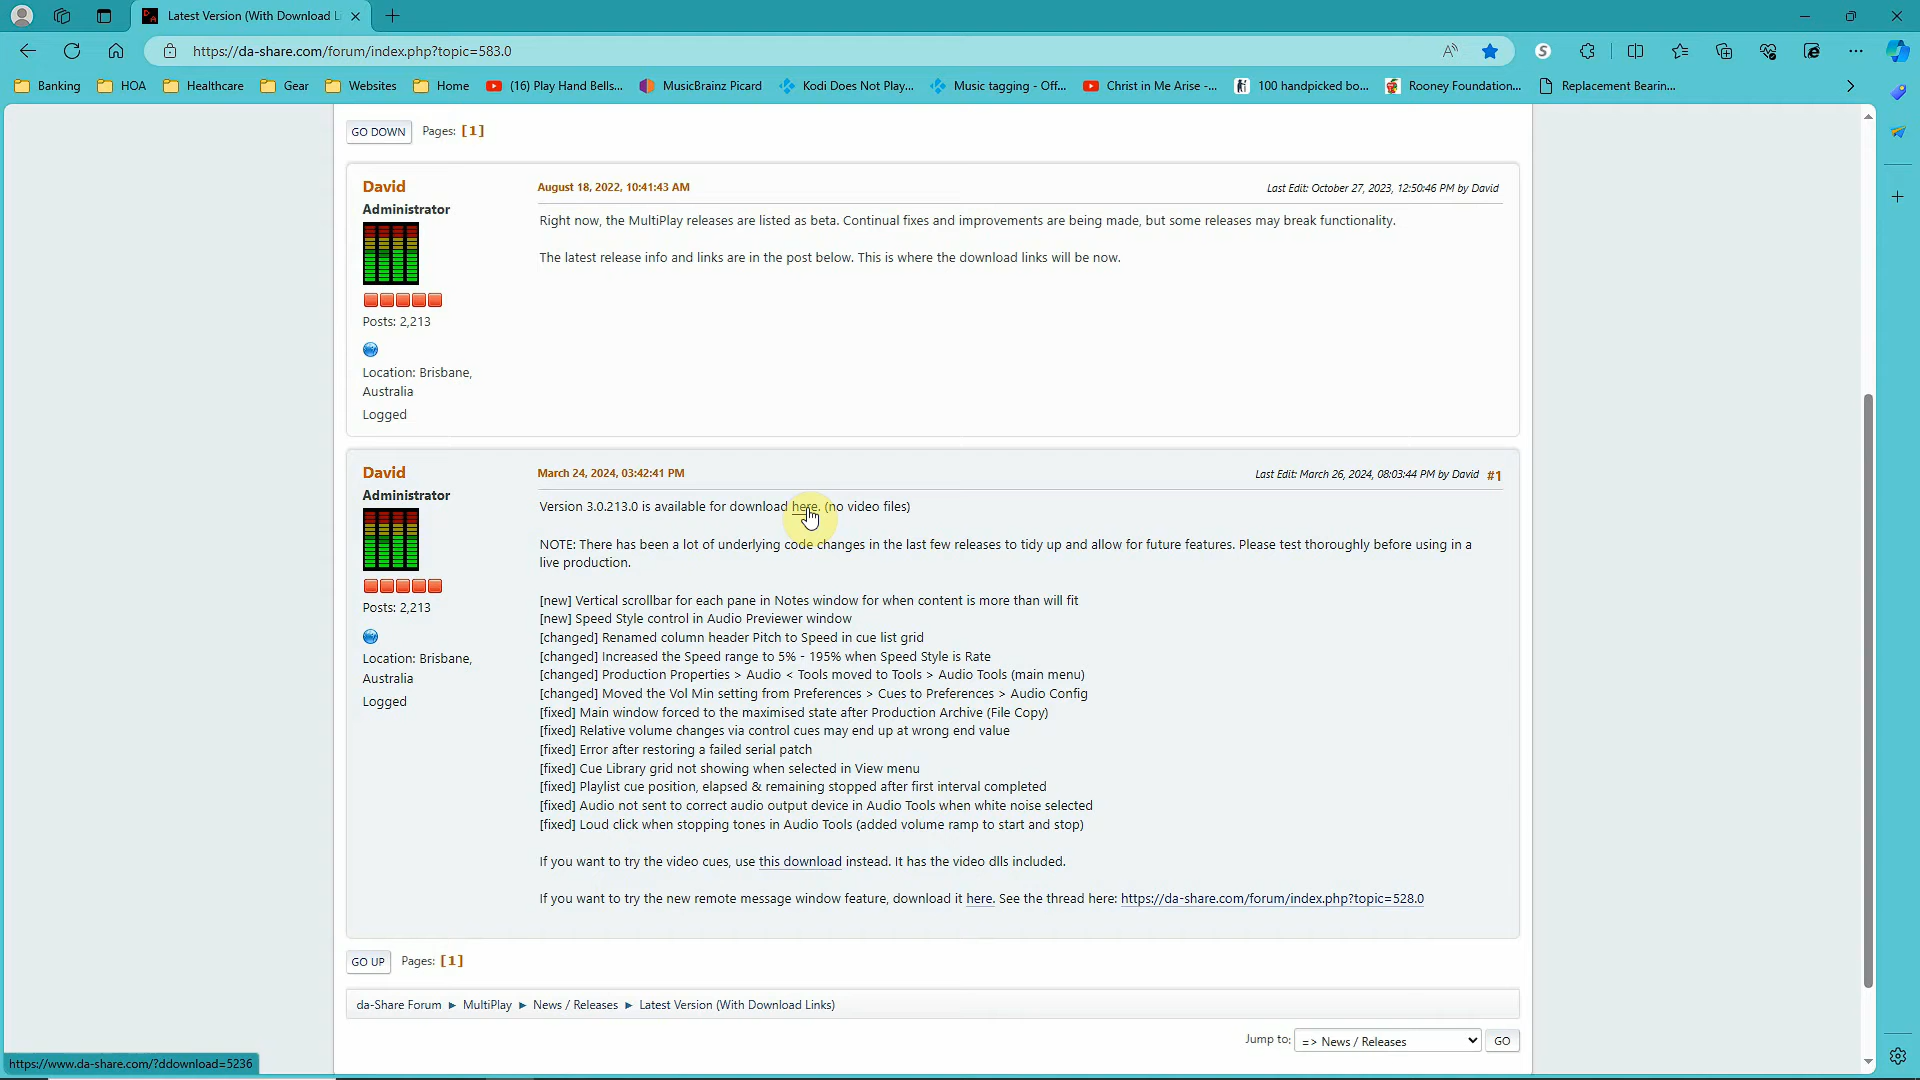 Latest Version (With Download L
https://da-share.com/forum/index.php?topic=583.0
Banking
HOA
Healthcare
Gear
Websites
Home
(16) Play Hand Bells...
MusicBrainz Picard
Kodi Does Not Play...
Music tagging - Off...
Christ in Me Arise -...
100 handpicked bo...
Rooney Foundation...
Replacement Bearin...
GO DOWN Pages: [1]
David
Administrator
Posts: 2,213
Location: Brisbane,
Australia
Logged
August 18, 2022, 10:41:43 AM
Last Edit: October 27, 2023, 12:50:46 PM by David
Right now, the MultiPlay releases are listed as beta. Continual fixes and improvements are being made, but some releases may break functionality.
The latest release info and links are in the post below. This is where the download links will be now.
David
Administrator
Posts: 2,213
Location: Brisbane,
Australia
Logged
March 24, 2024, 03:42:41 PM
Last Edit: March 26, 2024, 08:03:44 PM by David #1
Version 3.0.213.0 is available for download here. (no video files)
NOTE: There has been a lot of underlying code changes in the last few releases to tidy up and allow for future features. Please test thoroughly before using in a
live production.
[new] Vertical scrollbar for each pane in Notes window for when content is more than will fit
[new] Speed Style control in Audio Previewer window
[changed] Renamed column header Pitch to Speed in cue list grid
[changed] Increased the Speed range to 5% - 195% when Speed Style is Rate
[changed] Production Properties > Audio < Tools moved to Tools > Audio Tools (main menu)
[changed] Moved the Vol Min setting from Preferences > Cues to Preferences > Audio Config
[fixed] Main window forced to the maximised state after Production Archive (File Copy)
[fixed] Relative volume changes via control cues may end up at wrong end value
[fixed] Error after restoring a failed serial patch
[fixed] Cue Library grid not showing when selected in View menu
[fixed] Playlist cue position, elapsed & remaining stopped after first interval completed
[fixed] Audio not sent to correct audio output device in Audio Tools when white noise selected
[fixed] Loud click when stopping tones in Audio Tools (added volume ramp to start and stop)
If you want to try the video cues, use this download instead. It has the video dlls included.
If you want to try the new remote message window feature, download it here. See the thread here: https://da-share.com/forum/index.php?topic=528.0
GO UP Pages: [1]
da-Share Forum ► MultiPlay ► News / Releases ► Latest Version (With Download Links)
Jump to: => News / Releases GO
https://www.da-share.com/?ddownload=5236